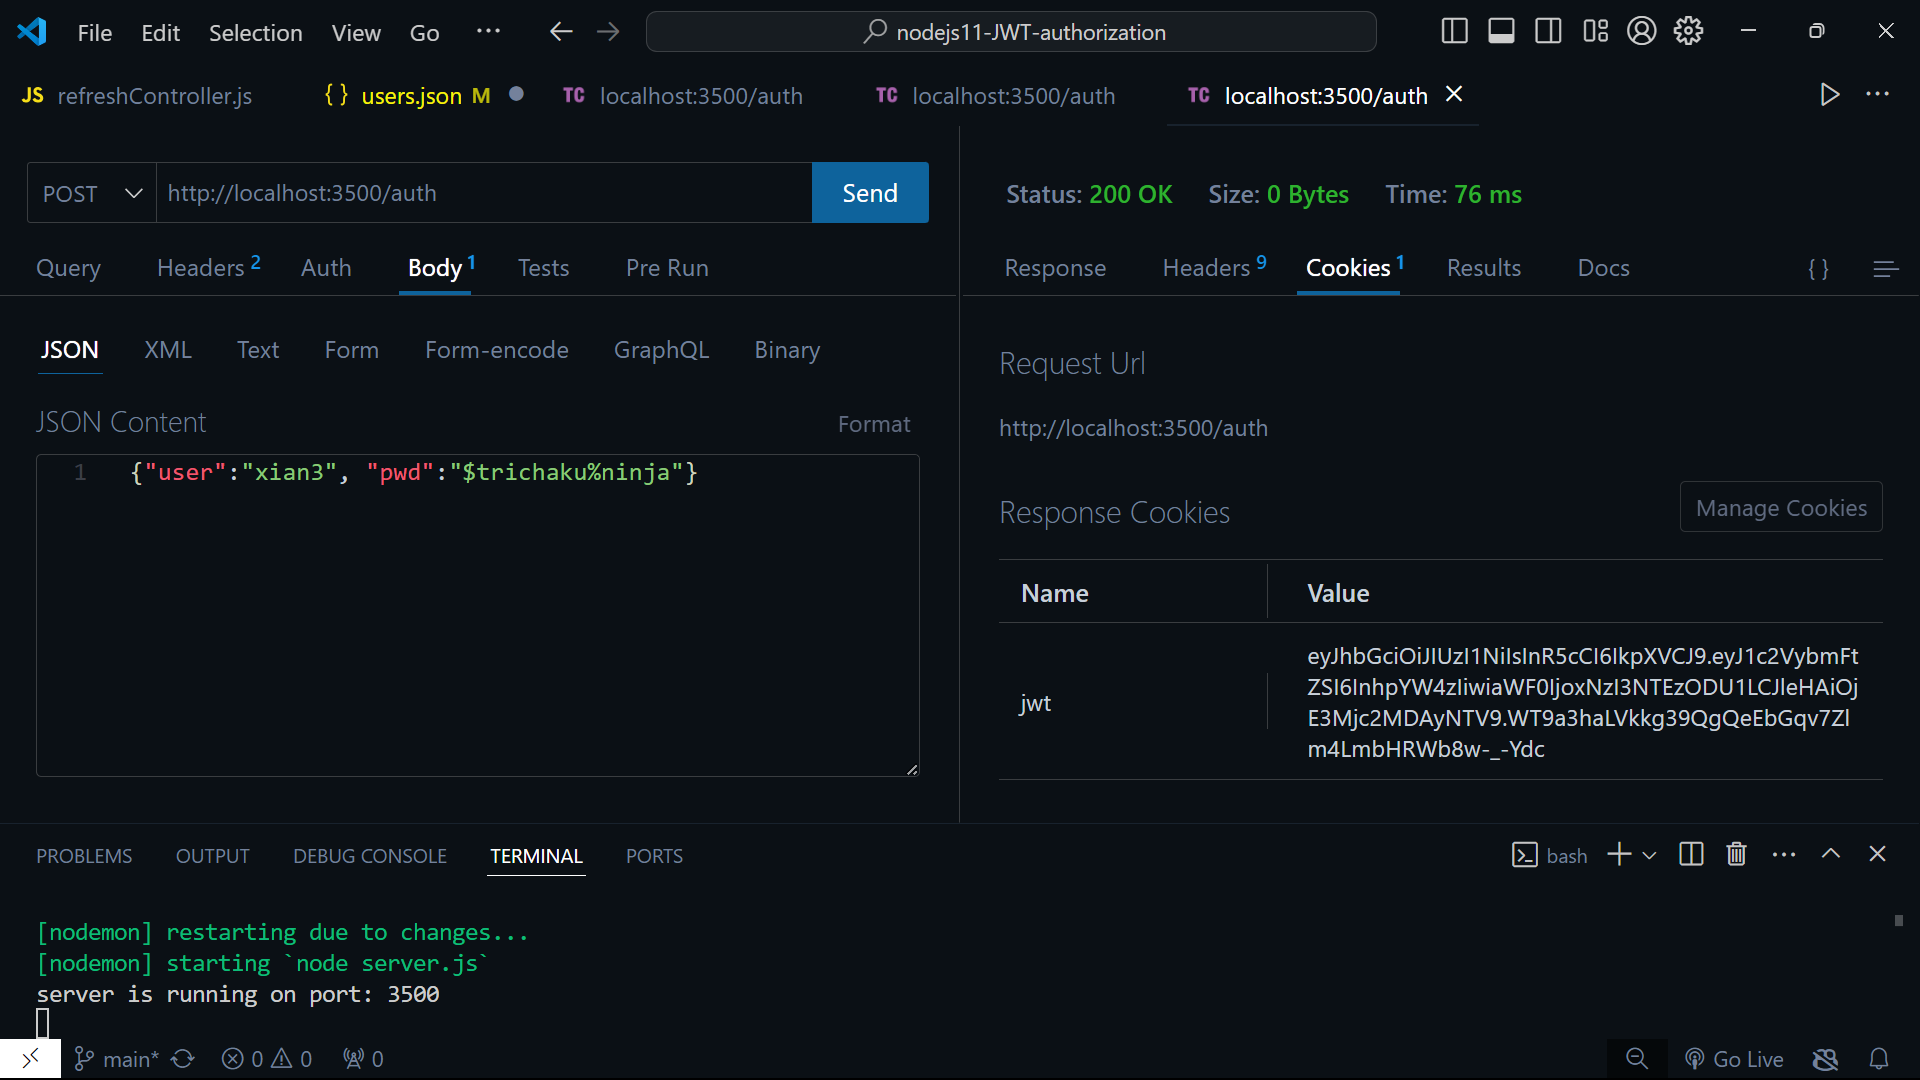 File Edit Selection View Go ··· nodejs11-JWT-authorization
JS refreshController.js {} users.json M TC localhost:3500/auth TC localhost:3500/auth TC localhost:3500/auth
POST http://localhost:3500/auth Send
Status: 200 OK Size: 0 Bytes Time: 76 ms
Query Headers 2 Auth Body 1 Tests Pre Run
Response Headers 9 Cookies 1 Results Docs {}
JSON XML Text Form Form-encode GraphQL Binary
Request Url
JSON Content Format
http://localhost:3500/auth
1 {"user":"xian3", "pwd":"$trichaku%ninja"}
Response Cookies Manage Cookies
Name Value
jwt
eyJhbGciOiJIUzI1NiIsInR5cCI6IkpXVCJ9.eyJ1c2VybmFt
ZSI6InhpYW4zIiwiaWF0IjoxNzI3NTEzODU1LCJleHAiOj
E3Mjc2MDAyNTV9.WT9a3haLVkkg39QgQeEbGqv7Zl
m4LmbHRWb8w-_-Ydc
PROBLEMS OUTPUT DEBUG CONSOLE TERMINAL PORTS bash
[nodemon] restarting due to changes...
[nodemon] starting `node server.js`
server is running on port: 3500
main* 0 0 0 Go Live